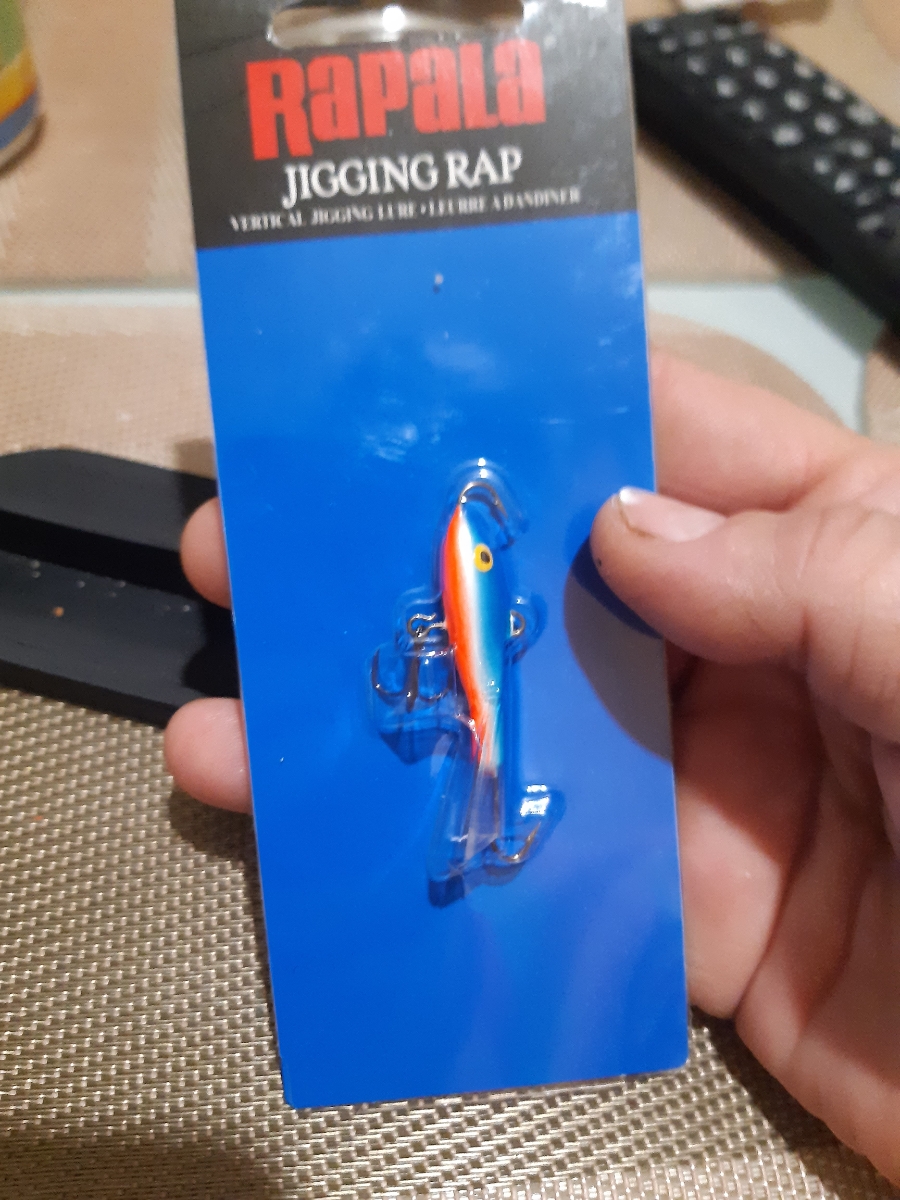 Rapala
JIGGING RAP
VERTICAL JIGGING LURE • LEURRE A DANDINER